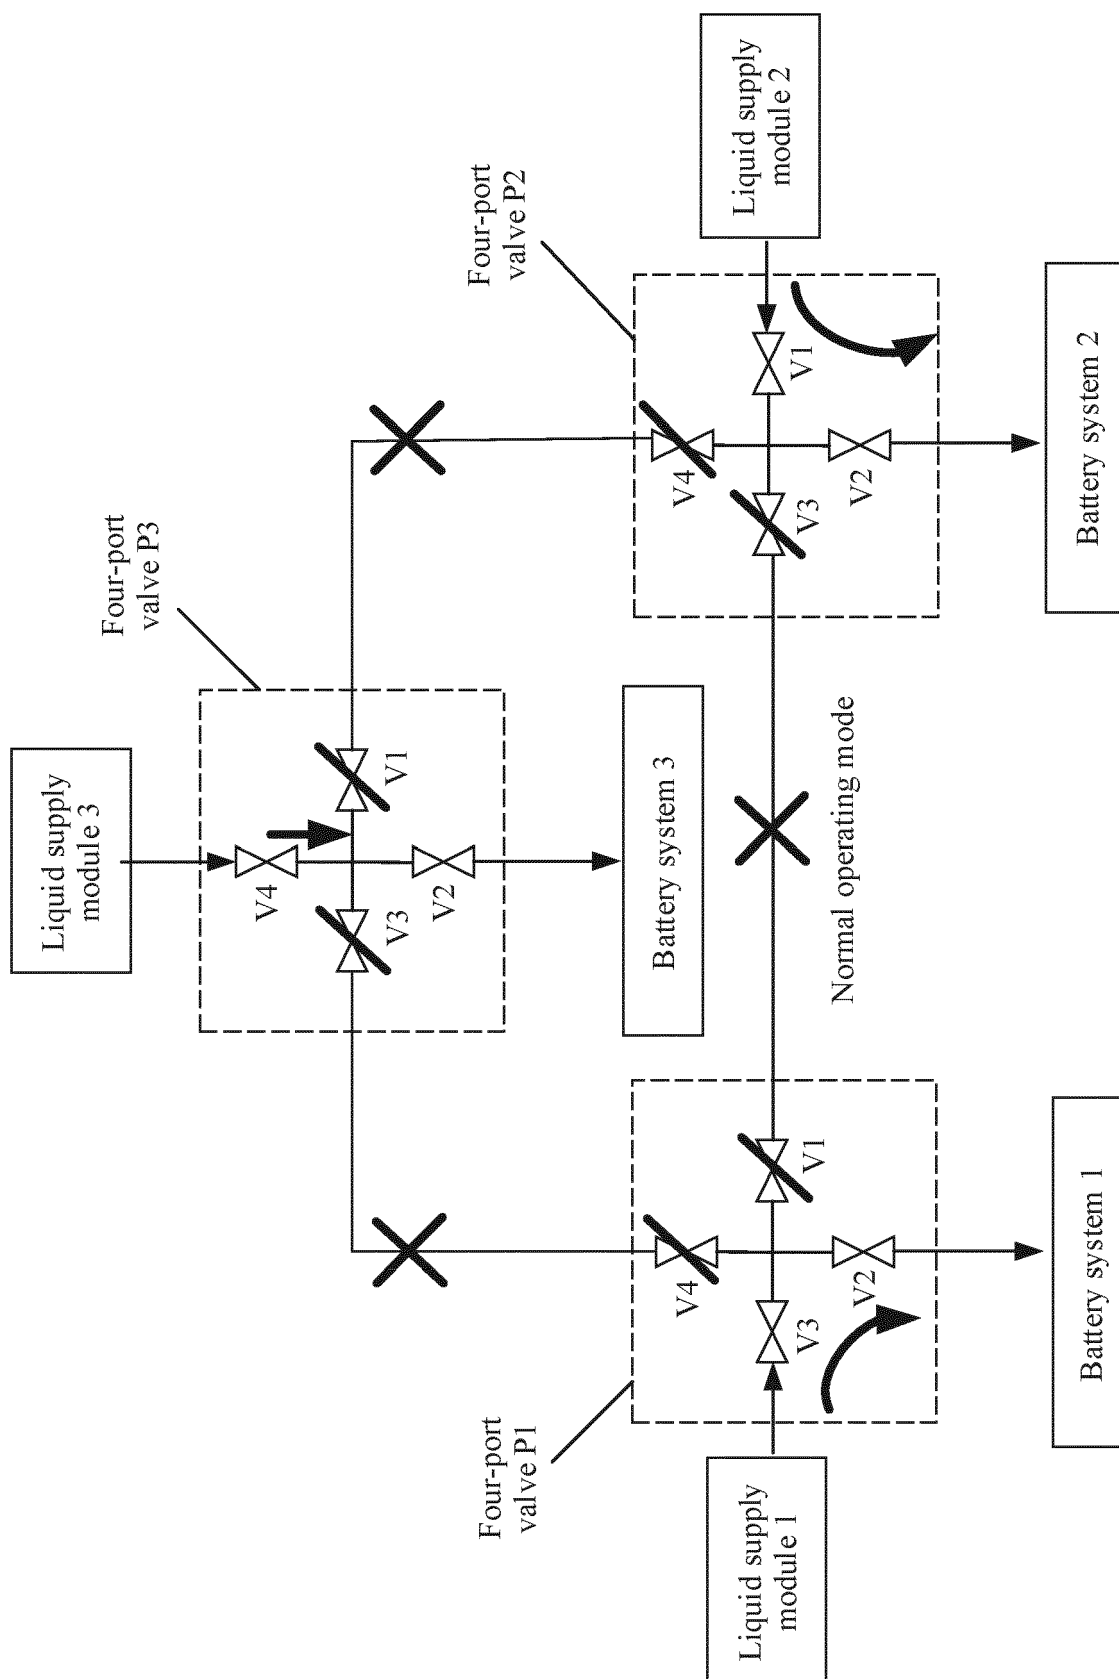 Liquid supply
module 3
Four-port
valve P3
V4
V3
V1
V2
Battery system 3
Four-port
valve P1
Four-port
valve P2
Liquid supply
module 1
V4
V3
V1
V2
Battery system 1
Normal operating mode
Liquid supply
module 2
V4
V3
V1
V2
Battery system 2